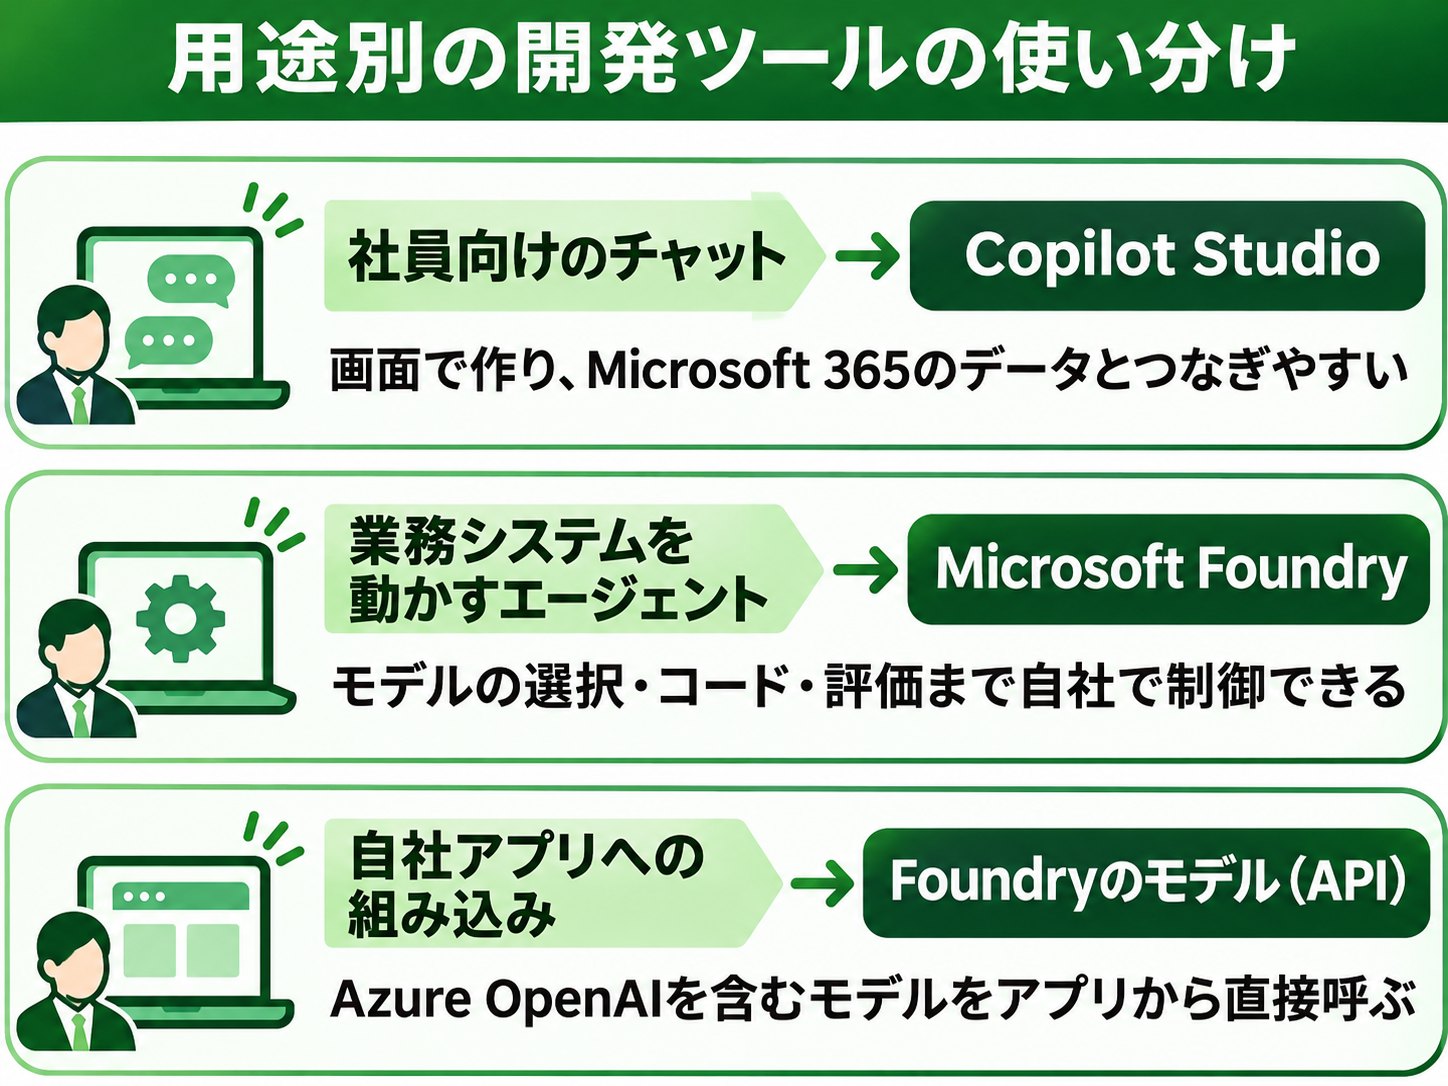 用途別の開発ツールの使い分け
社員向けのチャット
Copilot Studio
画面で作り、Microsoft 365のデータとつなぎやすい
業務システムを
動かすエージェント
Microsoft Foundry
モデルの選択・コード・評価まで自社で制御できる
自社アプリへの
組み込み
Foundryのモデル（API）
Azure OpenAIを含むモデルをアプリから直接呼ぶ